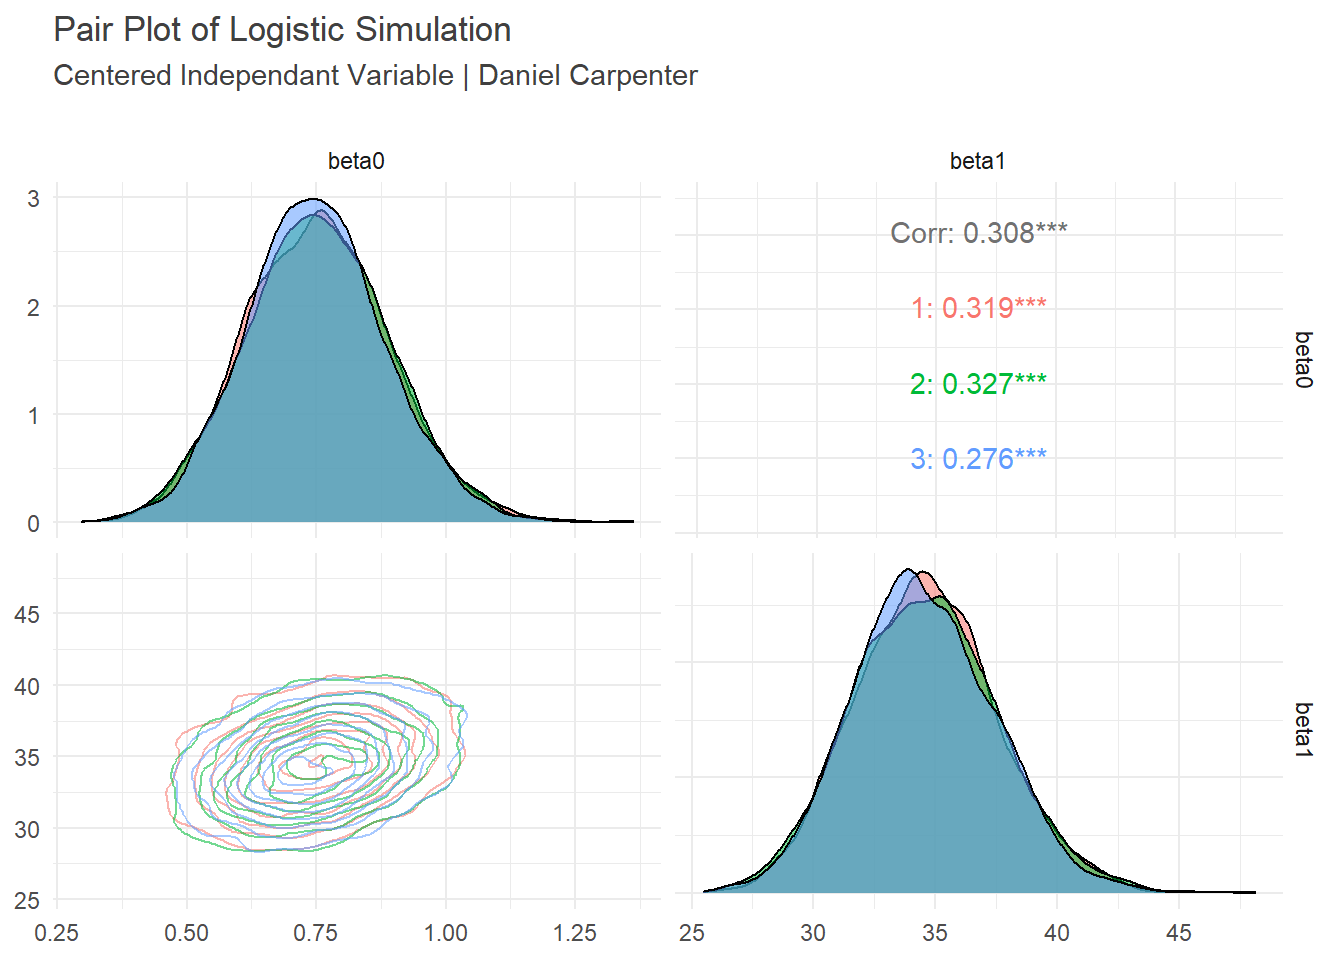 Pair Plot of Logistic Simulation
Centered Independant Variable | Daniel Carpenter
beta0
beta1
3
2
1
0
Corr: 0.308***
1: 0.319***
2: 0.327***
3: 0.276***
beta0
45
40
35
30
25
beta1
0.25 0.50 0.75 1.00 1.25
25 30 35 40 45